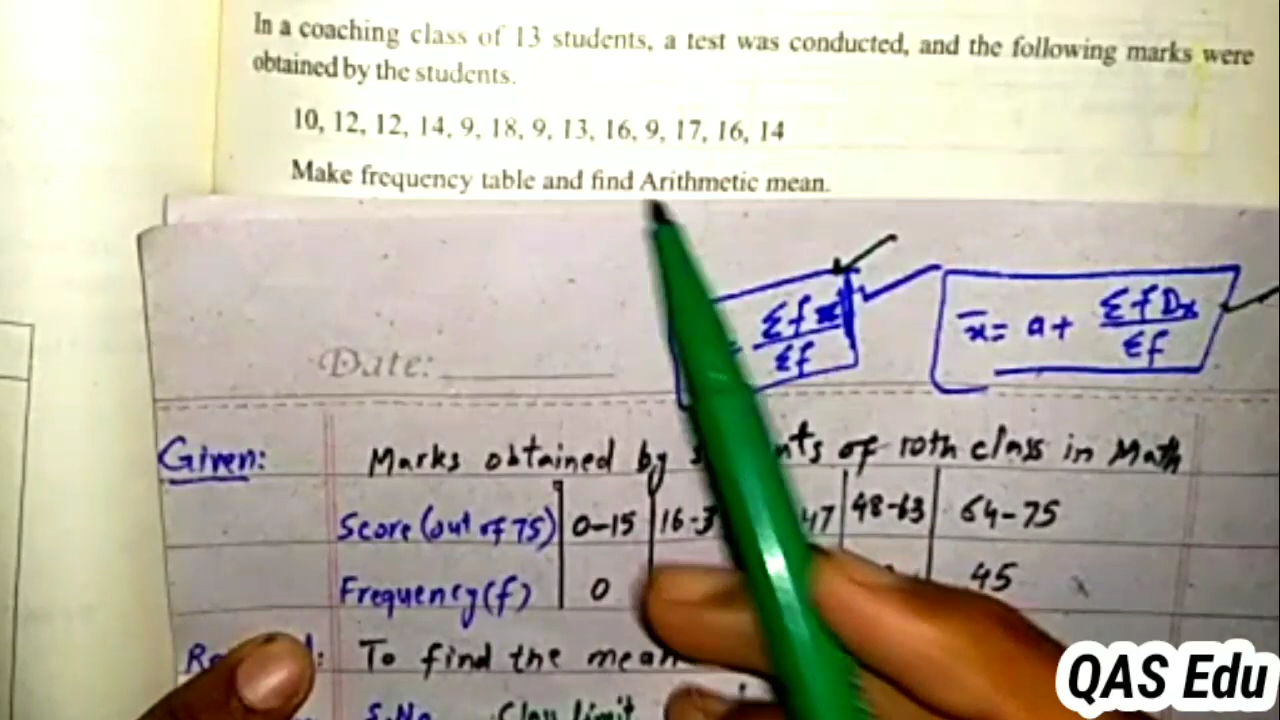 In a coaching class of 13 students, a test was conducted, and the following marks were
obtained by the students.
10, 12, 12, 14, 9, 18, 9, 13, 16, 9, 17, 16, 14
Make frequency table and find Arithmetic mean.
Σfx
Σf
x̄ = a + ΣfDx
Σf
Date:
Given: Marks obtained by of 10th class in Math
Score (out of 75) 0-15 48-63 64-75
Frequency (f) 0 45
To find the mean
S.No Class limit
QAS Edu